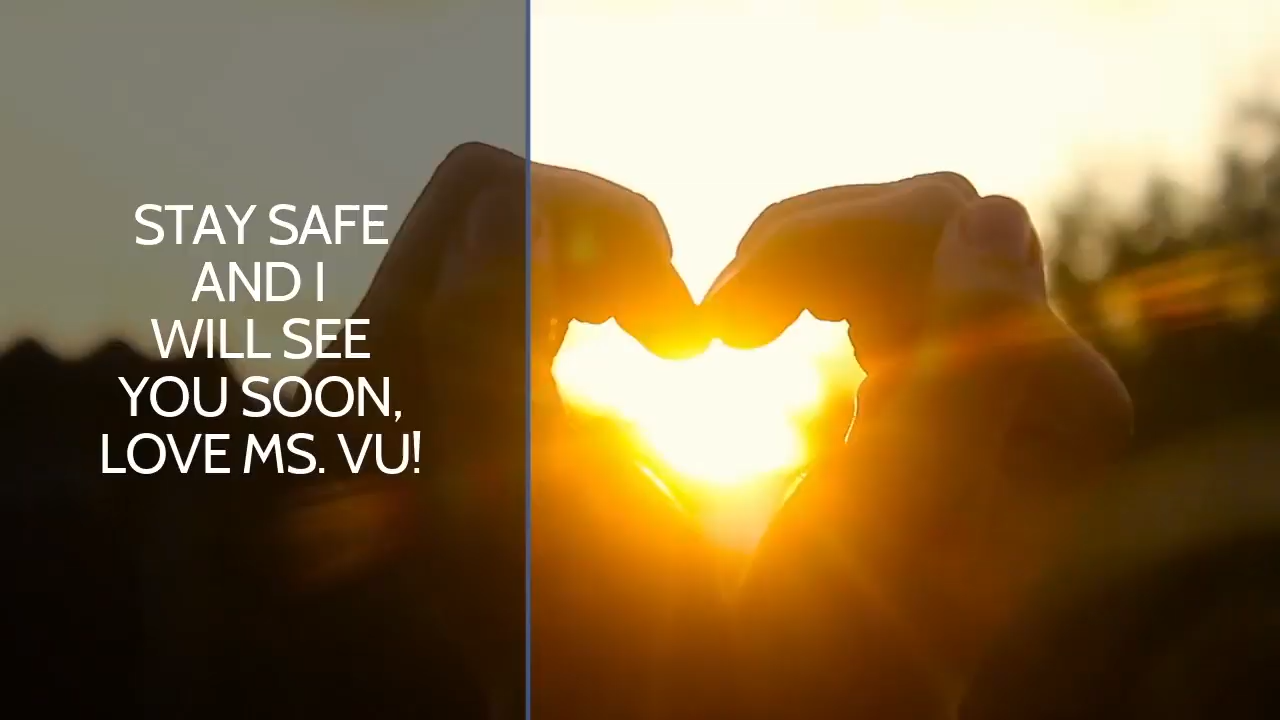 STAY SAFE
AND I
WILL SEE
YOU SOON,
LOVE MS. VU!